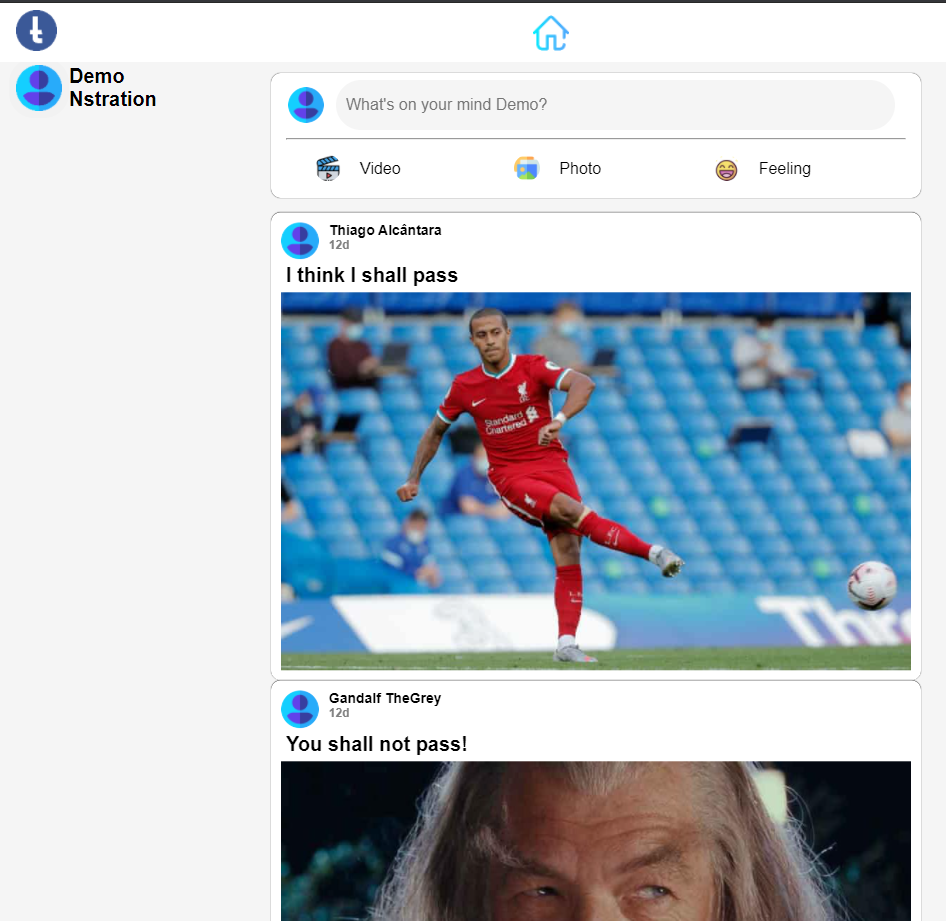 t
Demo
Nstration
What's on your mind Demo?
Video
Photo
Feeling
Thiago Alcântara
12d
I think I shall pass
Standard
Chartered
Thr
Gandalf TheGrey
12d
You shall not pass!